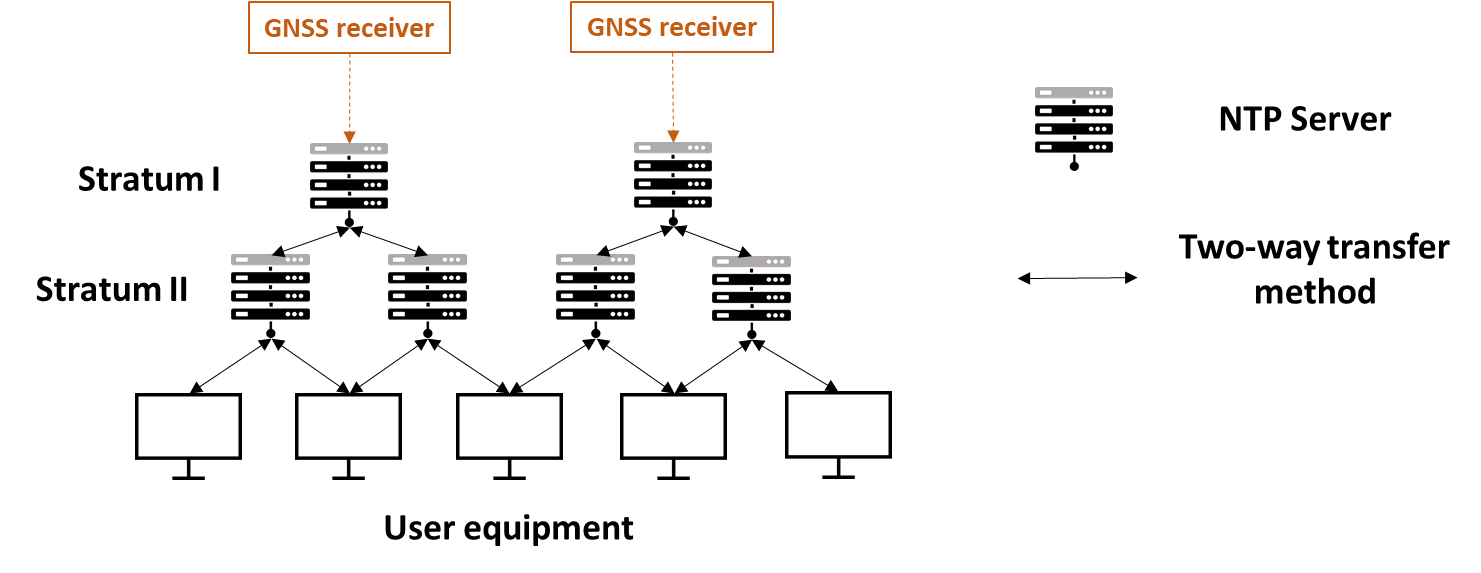 GNSS receiver
GNSS receiver
NTP Server
Stratum I
Two-way transfer
method
Stratum II
User equipment